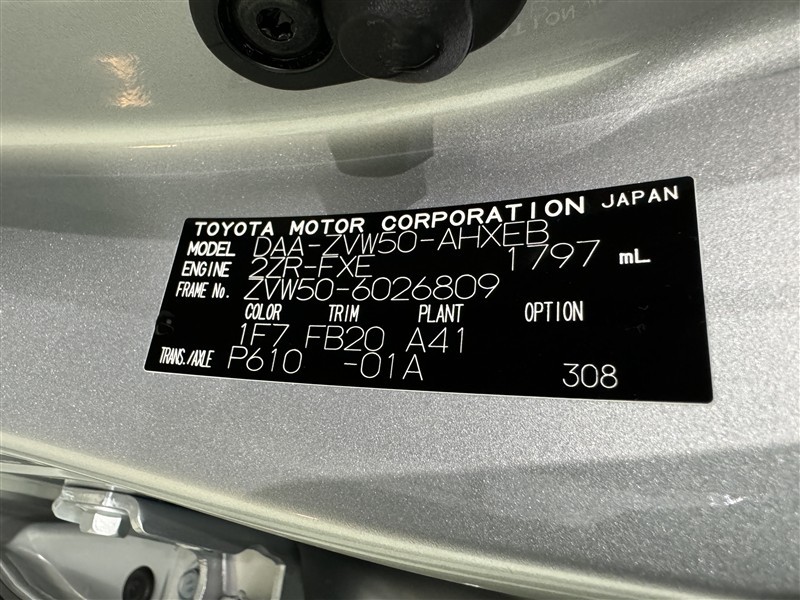 TOYOTA MOTOR CORPORATION JAPAN
MODEL DAA-ZVW50-AHXEB
ENGINE 2ZR-FXE 1797 mL
FRAME No. ZVW50-6026809
COLOR TRIM PLANT OPTION
1F7 FB20 A41
TRANS./AXLE P610 -01A 308